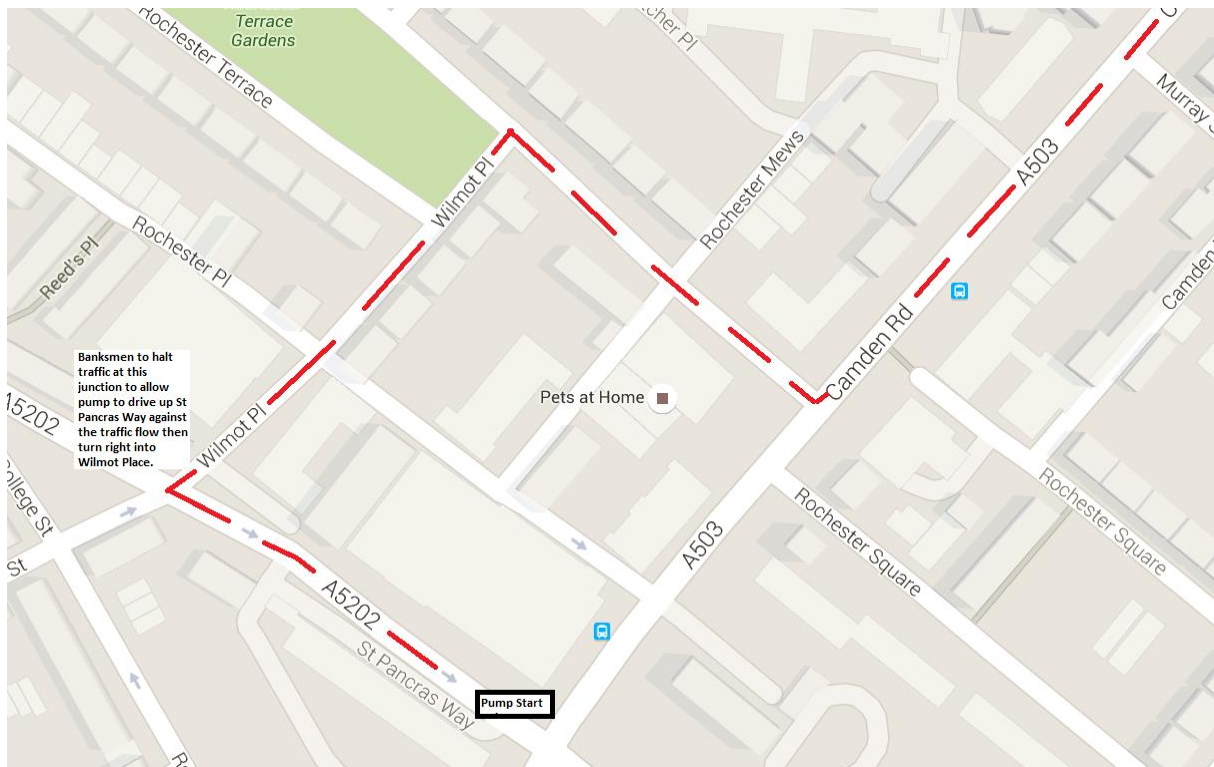 Terrace
Gardens
Rochester Terrace
cher Pl
Murray
A503
Wilmot Pl
Rochester Mews
Camden
Rochester Pl
Reed's Pl
Camden Rd
Banksmen to halt
traffic at this
junction to allow
pump to drive up St
Pancras Way against
the traffic flow then
turn right into
Wilmot Place.
Pets at Home
A5202
Wilmot Pl
ollege St
St
Rochester Square
Rochester Square
A503
A5202
St Pancras Way
Pump Start